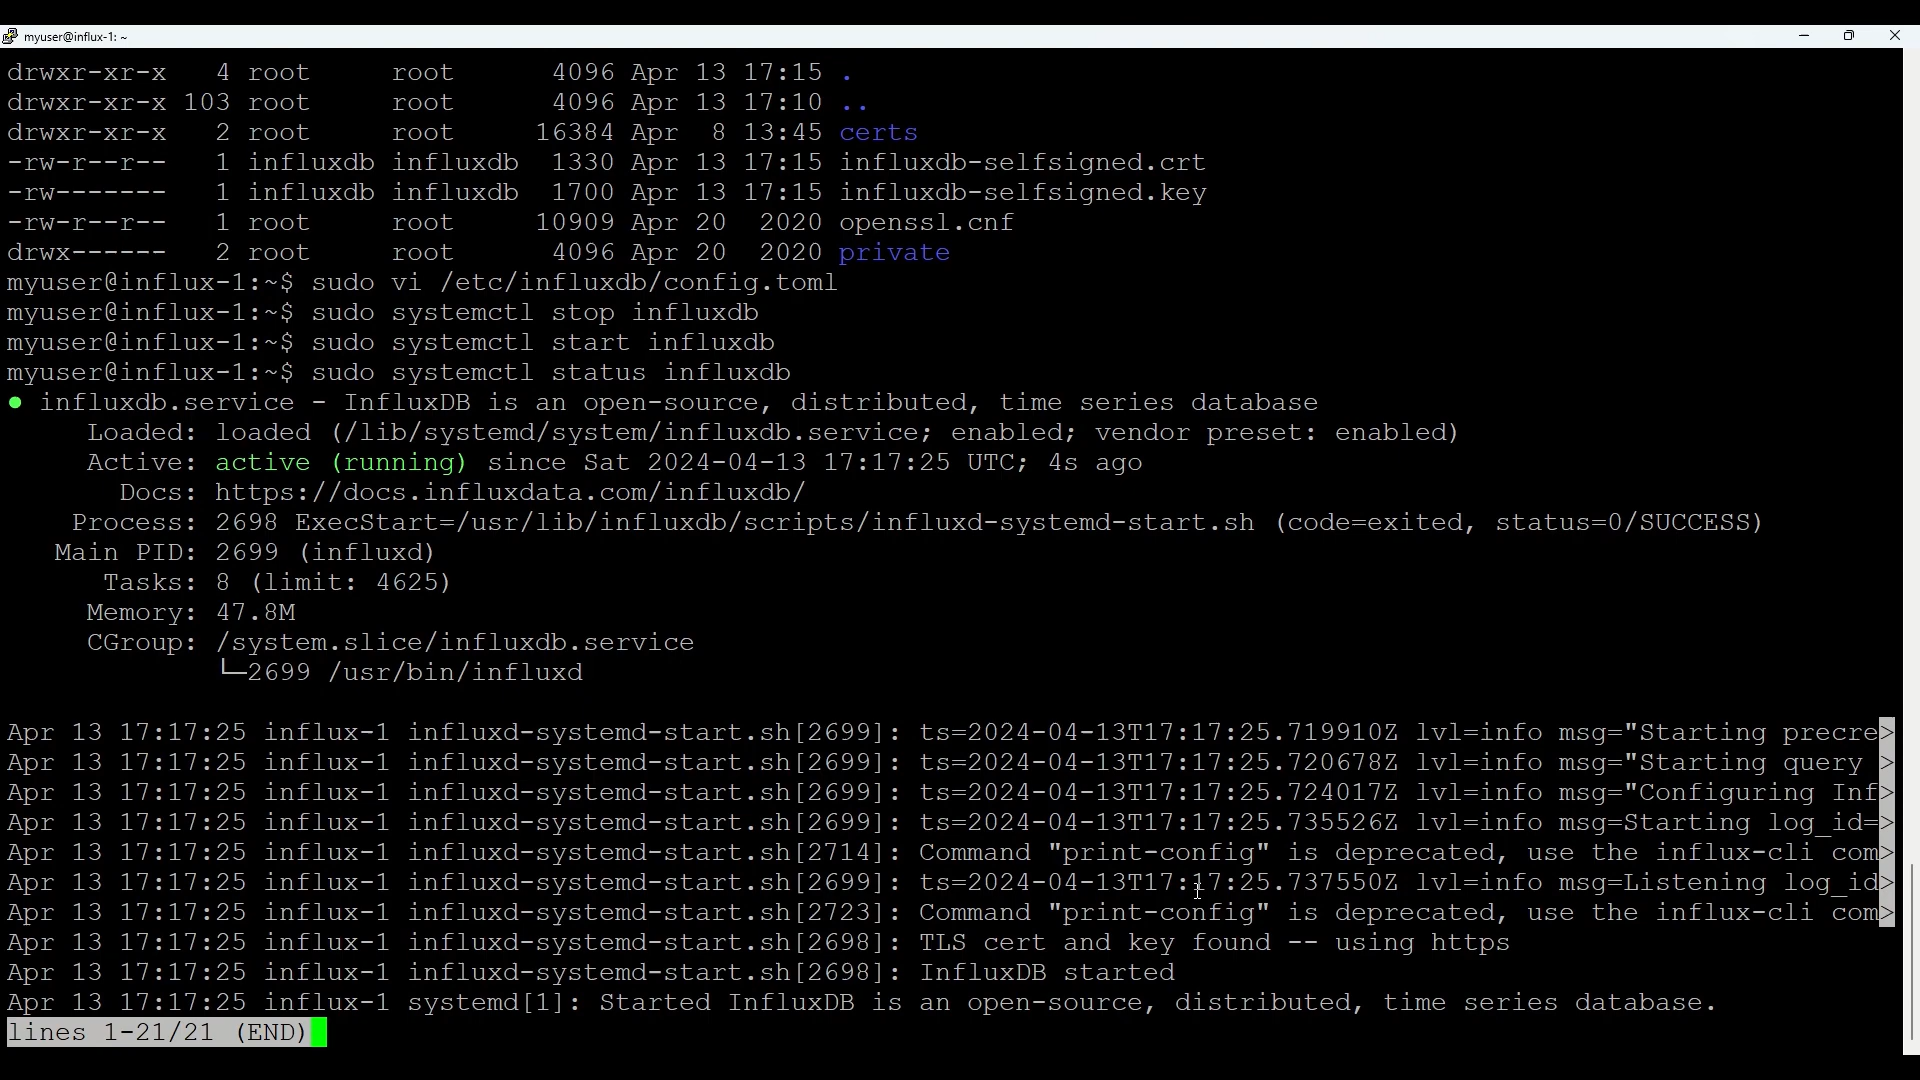 myuser@influx-1: ~
drwxr-xr-x   4 root     root      4096 Apr 13 17:15 .
drwxr-xr-x 103 root     root      4096 Apr 13 17:10 ..
drwxr-xr-x   2 root     root     16384 Apr  8 13:45 certs
-rw-r--r--   1 influxdb influxdb  1330 Apr 13 17:15 influxdb-selfsigned.crt
-rw-------   1 influxdb influxdb  1700 Apr 13 17:15 influxdb-selfsigned.key
-rw-r--r--   1 root     root     10909 Apr 20  2020 openssl.cnf
drwx------   2 root     root      4096 Apr 20  2020 private
myuser@influx-1:~$ sudo vi /etc/influxdb/config.toml
myuser@influx-1:~$ sudo systemctl stop influxdb
myuser@influx-1:~$ sudo systemctl start influxdb
myuser@influx-1:~$ sudo systemctl status influxdb
● influxdb.service - InfluxDB is an open-source, distributed, time series database
     Loaded: loaded (/lib/systemd/system/influxdb.service; enabled; vendor preset: enabled)
     Active: active (running) since Sat 2024-04-13 17:17:25 UTC; 4s ago
       Docs: https://docs.influxdata.com/influxdb/
    Process: 2698 ExecStart=/usr/lib/influxdb/scripts/influxd-systemd-start.sh (code=exited, status=0/SUCCESS)
   Main PID: 2699 (influxd)
      Tasks: 8 (limit: 4625)
     Memory: 47.8M
     CGroup: /system.slice/influxdb.service
             └─2699 /usr/bin/influxd
Apr 13 17:17:25 influx-1 influxd-systemd-start.sh[2699]: ts=2024-04-13T17:17:25.719910Z lvl=info msg="Starting precre>
Apr 13 17:17:25 influx-1 influxd-systemd-start.sh[2699]: ts=2024-04-13T17:17:25.720678Z lvl=info msg="Starting query >
Apr 13 17:17:25 influx-1 influxd-systemd-start.sh[2699]: ts=2024-04-13T17:17:25.724017Z lvl=info msg="Configuring Inf>
Apr 13 17:17:25 influx-1 influxd-systemd-start.sh[2699]: ts=2024-04-13T17:17:25.735526Z lvl=info msg=Starting log_id=>
Apr 13 17:17:25 influx-1 influxd-systemd-start.sh[2714]: Command "print-config" is deprecated, use the influx-cli com>
Apr 13 17:17:25 influx-1 influxd-systemd-start.sh[2699]: ts=2024-04-13T17:17:25.737550Z lvl=info msg=Listening log_id>
Apr 13 17:17:25 influx-1 influxd-systemd-start.sh[2723]: Command "print-config" is deprecated, use the influx-cli com>
Apr 13 17:17:25 influx-1 influxd-systemd-start.sh[2698]: TLS cert and key found -- using https
Apr 13 17:17:25 influx-1 influxd-systemd-start.sh[2698]: InfluxDB started
Apr 13 17:17:25 influx-1 systemd[1]: Started InfluxDB is an open-source, distributed, time series database.
lines 1-21/21 (END)